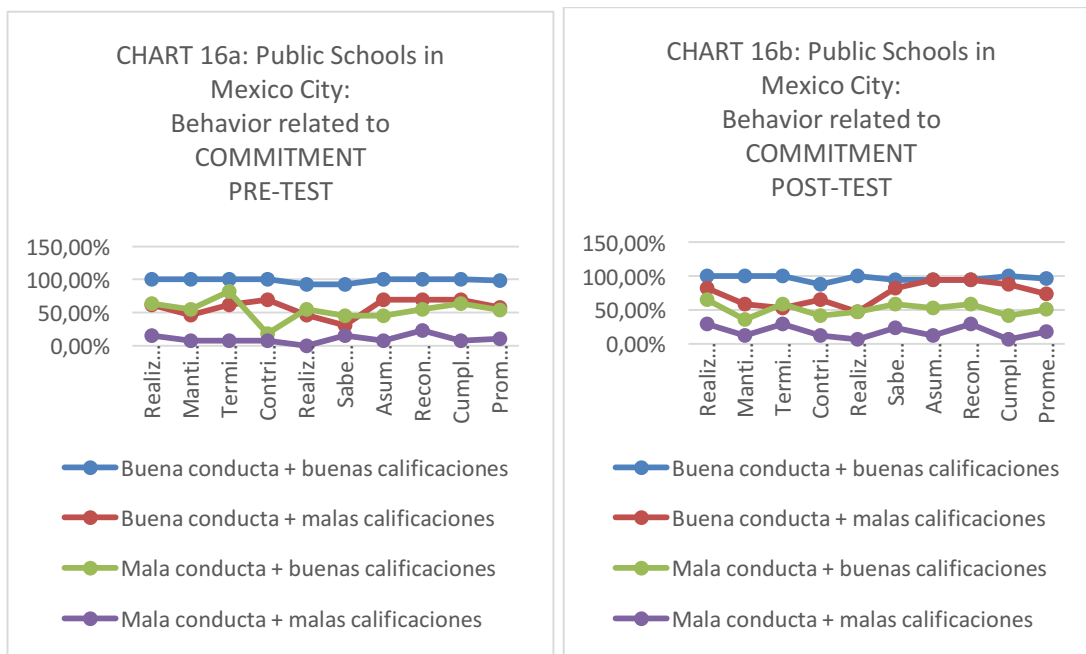 CHART 16a: Public Schools in
Mexico City:
Behavior related to
COMMITMENT
PRE-TEST
150,00%
100,00%
50,00%
0,00%
Realiz…
Manti…
Termi…
Contri…
Realiz…
Sabe…
Asum…
Recon…
Cumpl…
Prom…
Buena conducta + buenas calificaciones
Buena conducta + malas calificaciones
Mala conducta + buenas calificaciones
Mala conducta + malas calificaciones
CHART 16b: Public Schools in
Mexico City:
Behavior related to
COMMITMENT
POST-TEST
150,00%
100,00%
50,00%
0,00%
Realiz…
Manti…
Termi…
Contri…
Realiz…
Sabe…
Asum…
Recon…
Cumpl…
Prome…
Buena conducta + buenas calificaciones
Buena conducta + malas calificaciones
Mala conducta + buenas calificaciones
Mala conducta + malas calificaciones